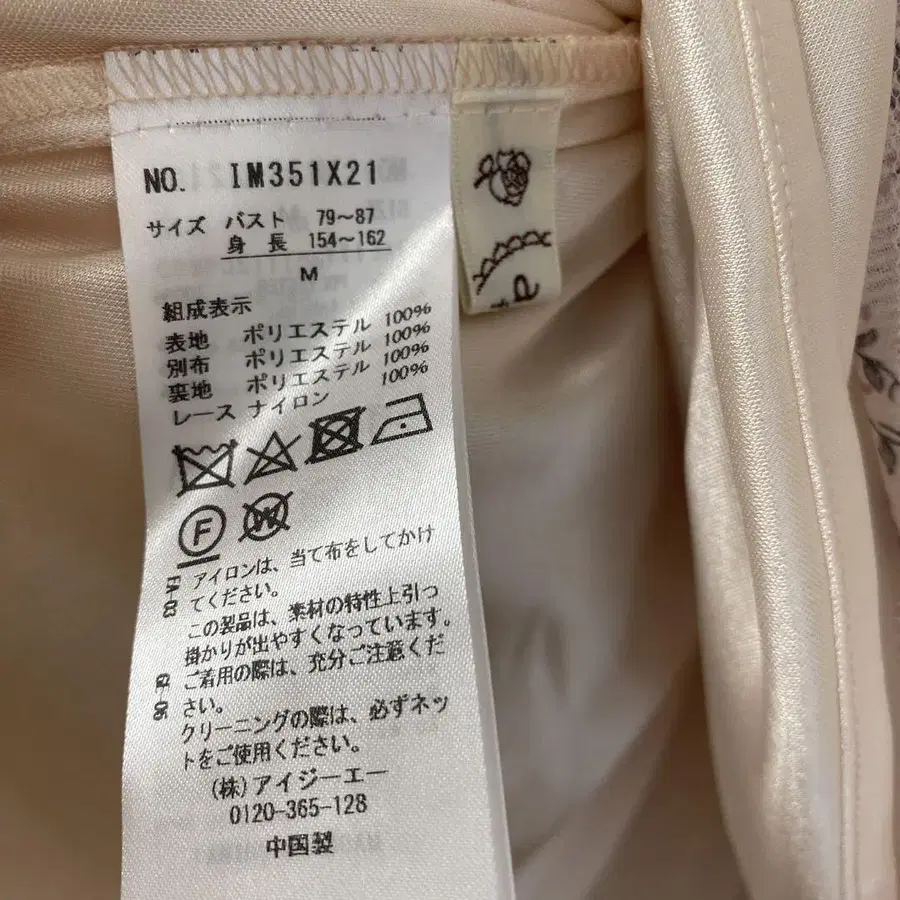 NO. IM351X21
サイズ バスト 79〜87
身 長 154〜162
M
組成表示
表地 ポリエステル 100%
別布 ポリエステル 100%
裏地 ポリエステル 100%
レース ナイロン 100%
F
W
アイロンは、当て布をしてかけ
てください。
この製品は、素材の特性上引っ
掛かりが出やすくなっています。
ご着用の際は、充分ご注意くだ
さい。
クリーニングの際は、必ずネッ
トをご使用ください。
(株)アイジーエー
0120-365-128
中国製
a